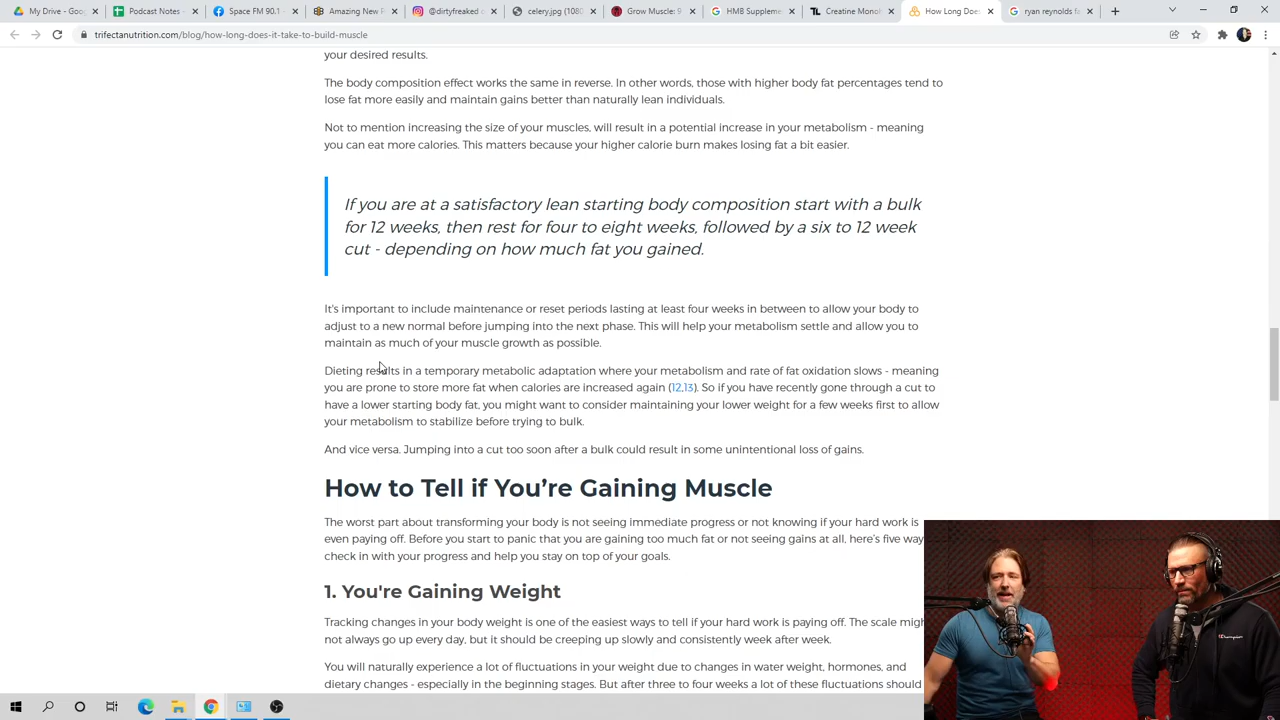 My Drive - Goo
Podcast Notes -
Space FM 90.1 -
Amazing New P
@dirtyfreaked o
celery.jpg (1080
Grow Muscle: 9
HMB Suppleme
Creatine Monol
How Long Does
ryan reynolds fa
trifectanutrition.com/blog/how-long-does-it-take-to-build-muscle
your desired results.
The body composition effect works the same in reverse. In other words, those with higher body fat percentages tend to
lose fat more easily and maintain gains better than naturally lean individuals.
Not to mention increasing the size of your muscles, will result in a potential increase in your metabolism - meaning
you can eat more calories. This matters because your higher calorie burn makes losing fat a bit easier.
If you are at a satisfactory lean starting body composition start with a bulk
for 12 weeks, then rest for four to eight weeks, followed by a six to 12 week
cut - depending on how much fat you gained.
It's important to include maintenance or reset periods lasting at least four weeks in between to allow your body to
adjust to a new normal before jumping into the next phase. This will help your metabolism settle and allow you to
maintain as much of your muscle growth as possible.
Dieting results in a temporary metabolic adaptation where your metabolism and rate of fat oxidation slows - meaning
you are prone to store more fat when calories are increased again (12,13). So if you have recently gone through a cut to
have a lower starting body fat, you might want to consider maintaining your lower weight for a few weeks first to allow
your metabolism to stabilize before trying to bulk.
And vice versa. Jumping into a cut too soon after a bulk could result in some unintentional loss of gains.
How to Tell if You're Gaining Muscle
The worst part about transforming your body is not seeing immediate progress or not knowing if your hard work is
even paying off. Before you start to panic that you are gaining too much fat or not seeing gains at all, here's five way
check in with your progress and help you stay on top of your goals.
1. You're Gaining Weight
Tracking changes in your body weight is one of the easiest ways to tell if your hard work is paying off. The scale migh
not always go up every day, but it should be creeping up slowly and consistently week after week.
You will naturally experience a lot of fluctuations in your weight due to changes in water weight, hormones, and
dietary changes - especially in the beginning stages. But after three to four weeks a lot of these fluctuations should
Champion